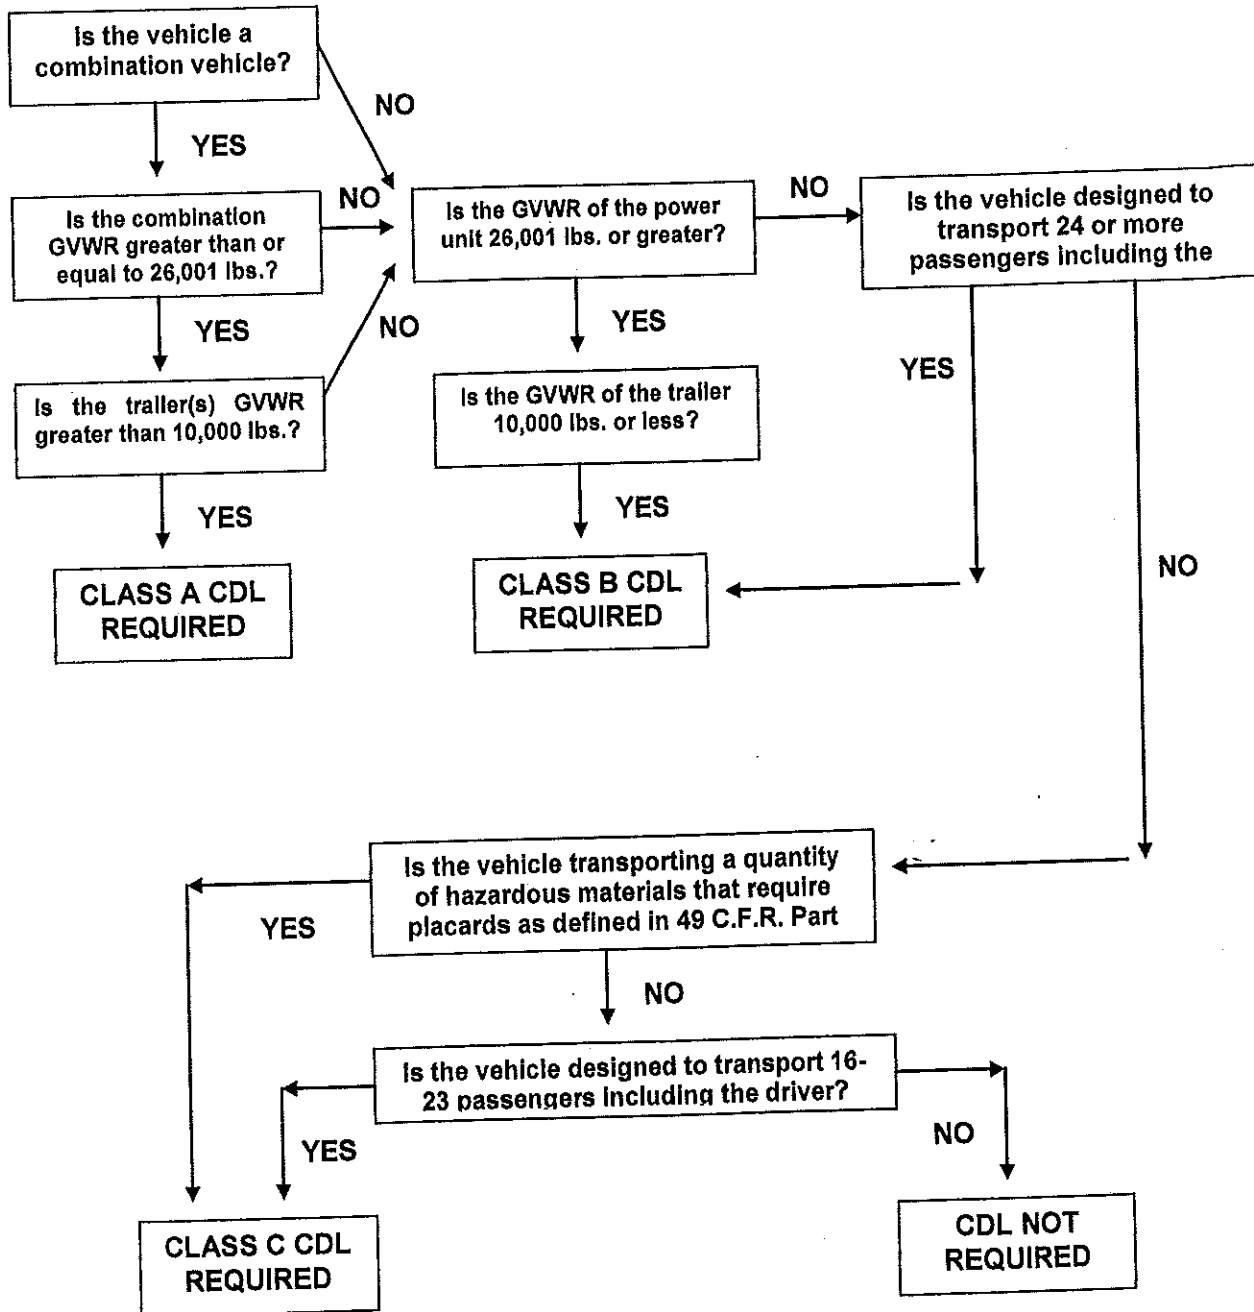 Is the vehicle a
combination vehicle?
NO
YES
Is the combination
GVWR greater than or
equal to 26,001 lbs.?
NO
Is the GVWR of the power
unit 26,001 lbs. or greater?
NO
Is the vehicle designed to
transport 24 or more
passengers including the
YES
NO
YES
YES
Is the trailer(s) GVWR
greater than 10,000 lbs.?
Is the GVWR of the trailer
10,000 lbs. or less?
YES
YES
NO
CLASS A CDL
REQUIRED
CLASS B CDL
REQUIRED
Is the vehicle transporting a quantity
of hazardous materials that require
placards as defined in 49 C.F.R. Part
YES
NO
Is the vehicle designed to transport 16-
23 passengers including the driver?
YES
NO
CLASS C CDL
REQUIRED
CDL NOT
REQUIRED